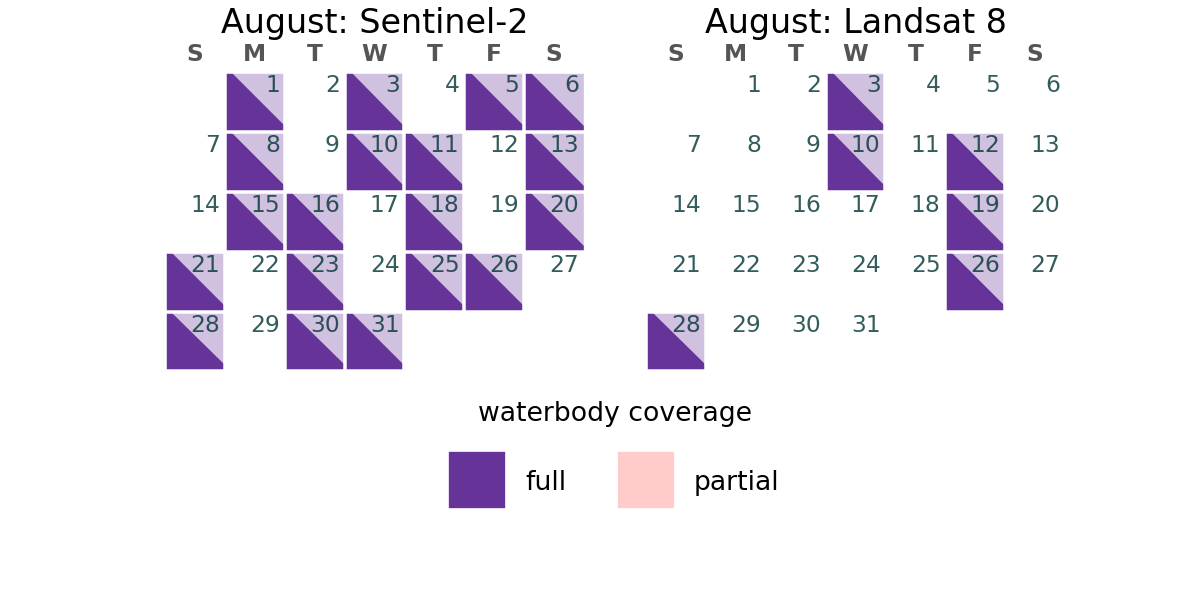 August: Sentinel-2
S M T W T F S
1 2 3 4 5 6
7 8 9 10 11 12 13
14 15 16 17 18 19 20
21 22 23 24 25 26 27
28 29 30 31
August: Landsat 8
S M T W T F S
1 2 3 4 5 6
7 8 9 10 11 12 13
14 15 16 17 18 19 20
21 22 23 24 25 26 27
28 29 30 31
waterbody coverage
full
partial